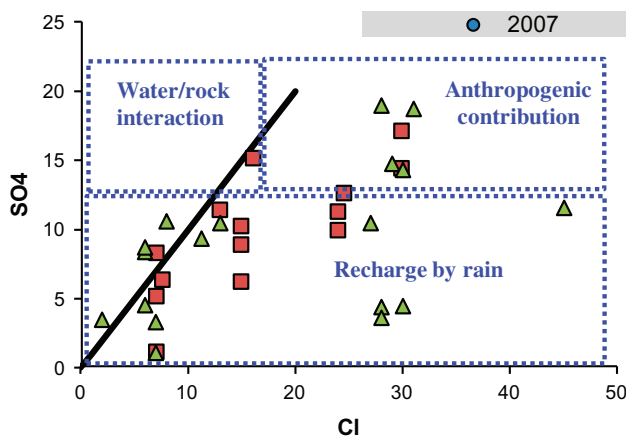 2007
25
20
15
10
5
0
SO4
Water/rock
interaction
Anthropogenic
contribution
Recharge by rain
0 10 20 30 40 50
Cl